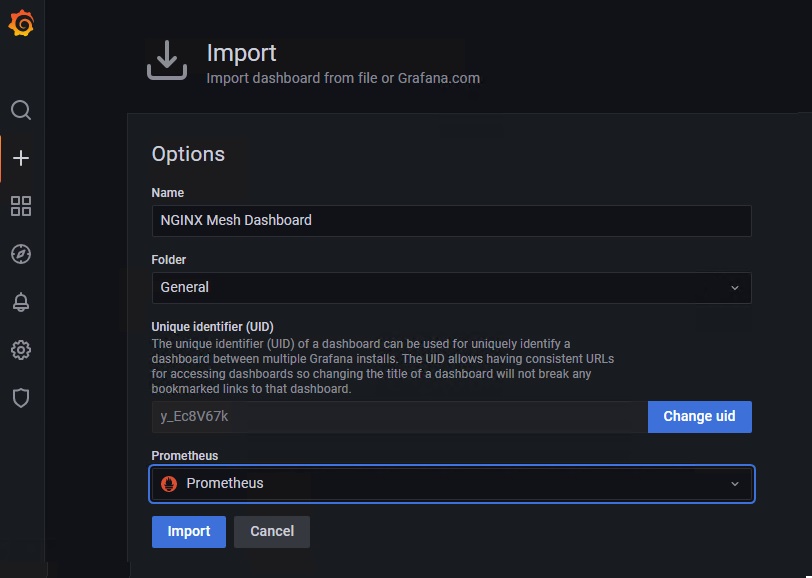 Import
Import dashboard from file or Grafana.com
Options
Name
NGINX Mesh Dashboard
Folder
General
Unique identifier (UID)
The unique identifier (UID) of a dashboard can be used for uniquely identify a
dashboard between multiple Grafana installs. The UID allows having consistent URLs
for accessing dashboards so changing the title of a dashboard will not break any
bookmarked links to that dashboard.
y_Ec8V67k
Change uid
Prometheus
Prometheus
Import
Cancel